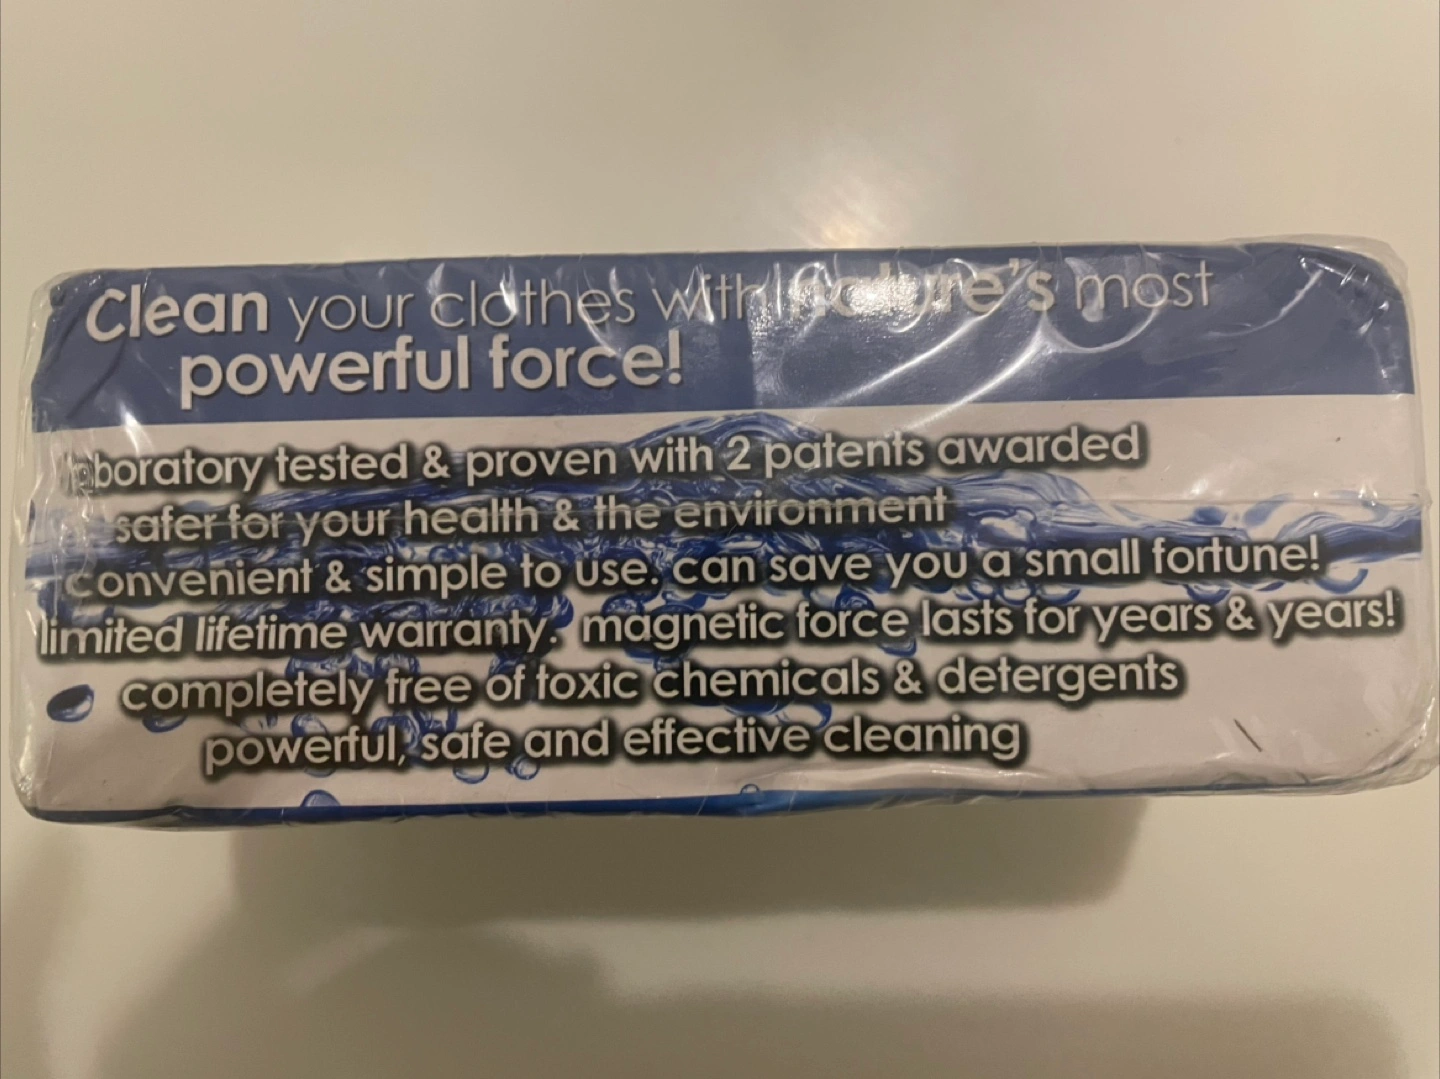 Clean your clothes with nature's most
powerful force!
laboratory tested & proven with 2 patents awarded
safer for your health & the environment
convenient & simple to use. can save you a small fortune!
limited lifetime warranty. magnetic force lasts for years & years!
completely free of toxic chemicals & detergents
powerful, safe and effective cleaning